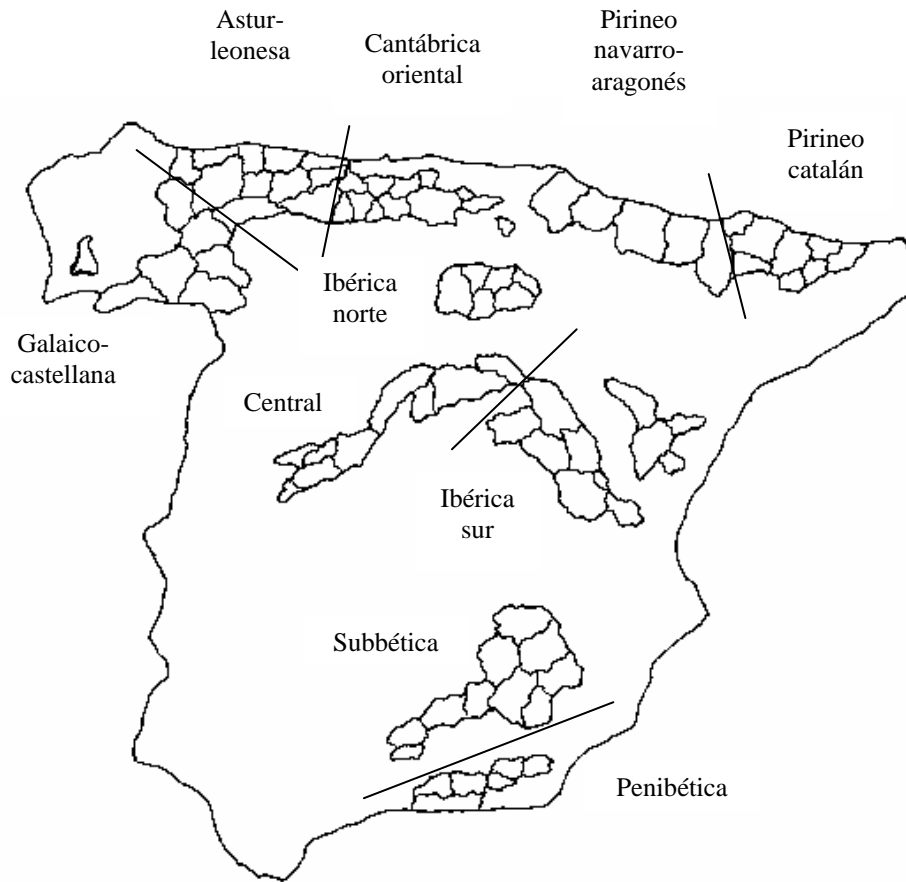 Astur-
leonesa
Cantábrica
oriental
Pirineo
navarro-
aragonés
Pirineo
catalán
Ibérica
norte
Galaico-
castellana
Central
Ibérica
sur
Subbética
Penibética